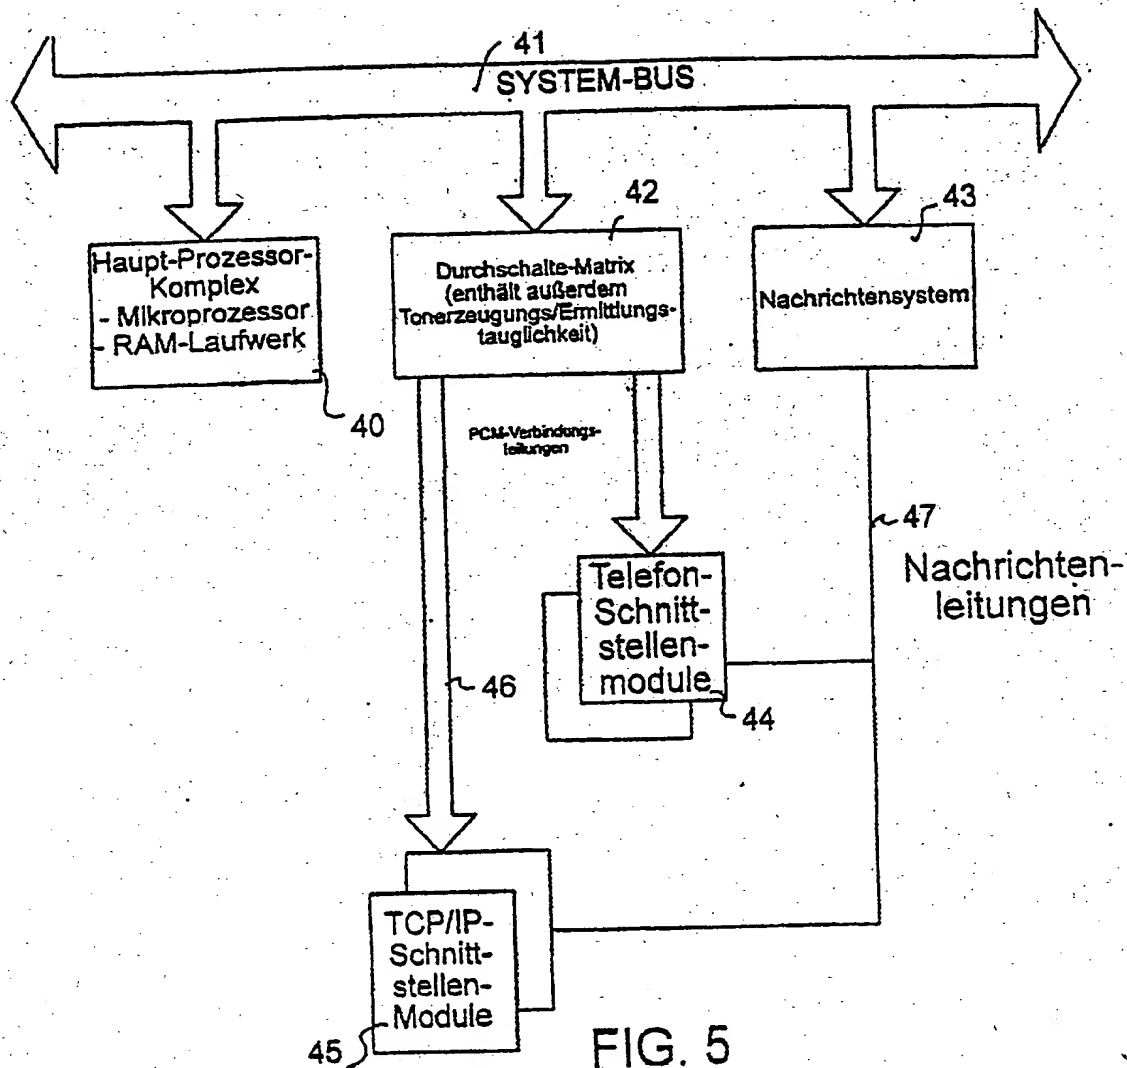 41
SYSTEM-BUS
42
43
Haupt-Prozessor-
Komplex
- Mikroprozessor
- RAM-Laufwerk
40
Durchschalte-Matrix
(enthält außerdem
Tonerzeugungs/Ermittlungs-
tauglichkeit)
Nachrichtensystem
PCM-Verbindungs-
leitungen
47
Nachrichten-
leitungen
Telefon-
Schnitt-
stellen-
module
44
46
TCP/IP-
Schnitt-
stellen-
Module
45
FIG. 5